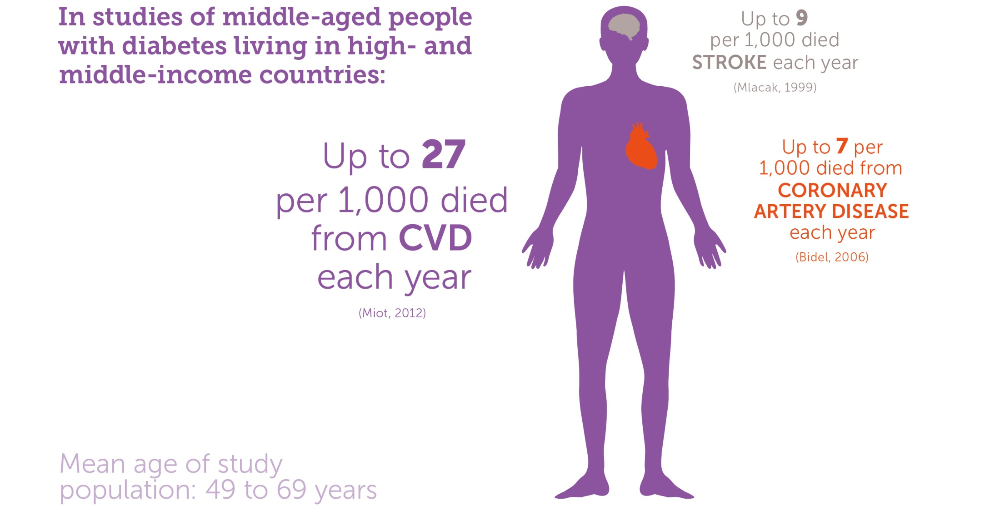 In studies of middle-aged people
with diabetes living in high- and
middle-income countries:
Up to 27
per 1,000 died
from CVD
each year
(Miot, 2012)
Up to 9
per 1,000 died
STROKE each year
(Mlacak, 1999)
Up to 7 per
1,000 died from
CORONARY
ARTERY DISEASE
each year
(Bidel, 2006)
Mean age of study
population: 49 to 69 years